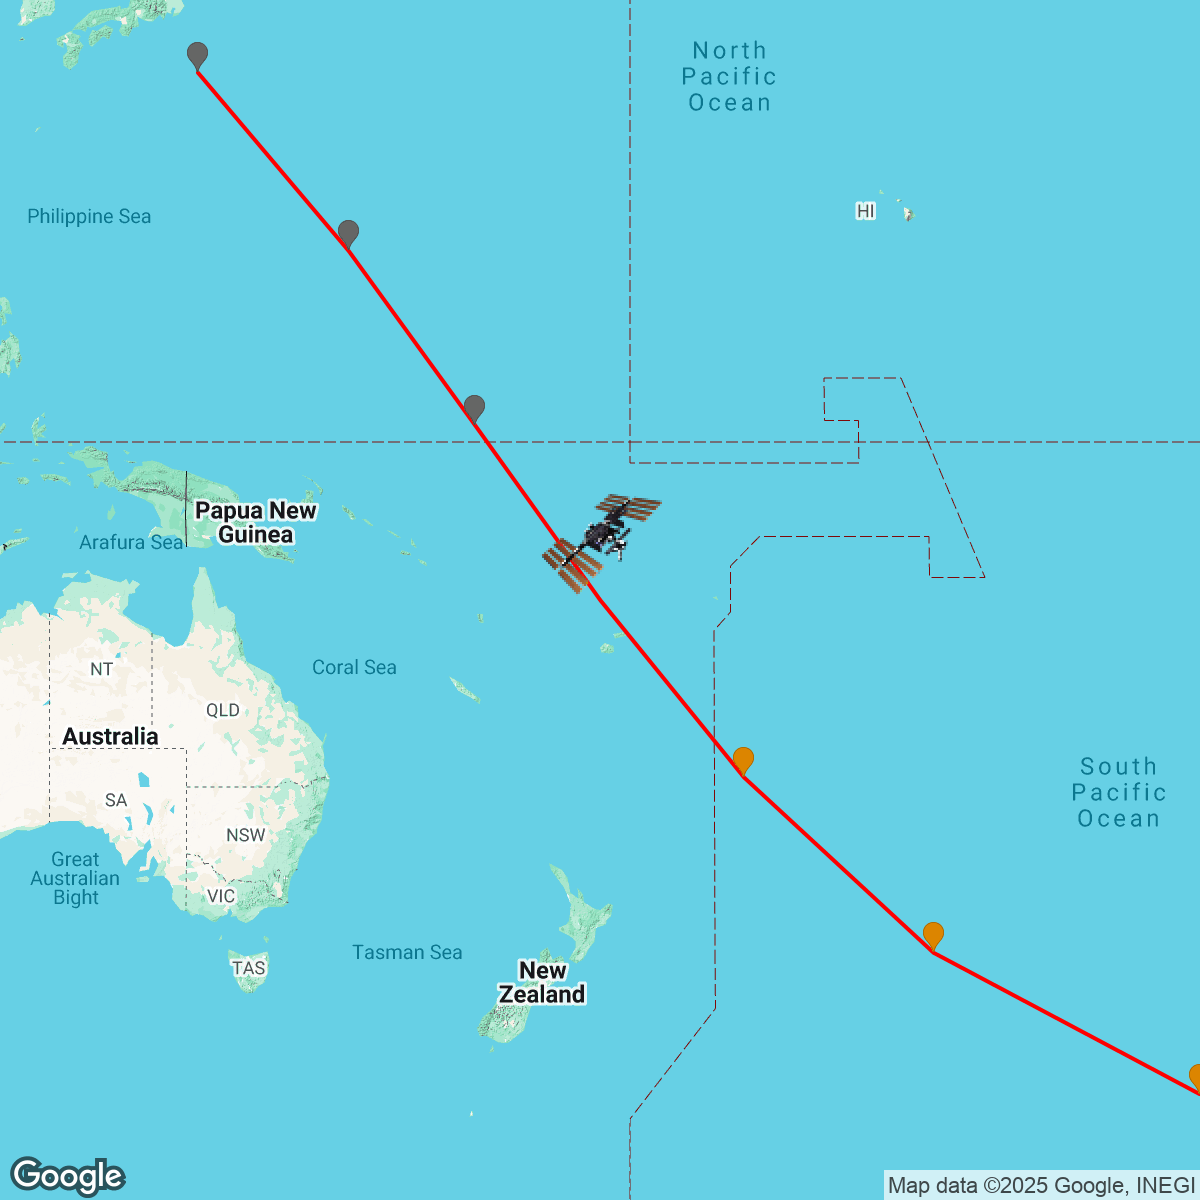 North
Pacific
Ocean
Philippine Sea
HI
Papua New
Guinea
Arafura Sea
Coral Sea
NT
QLD
Australia
SA
NSW
South
Pacific
Ocean
Great
Australian
Bight
VIC
Tasman Sea
TAS
New
Zealand
Google
Map data ©2025 Google, INEGI